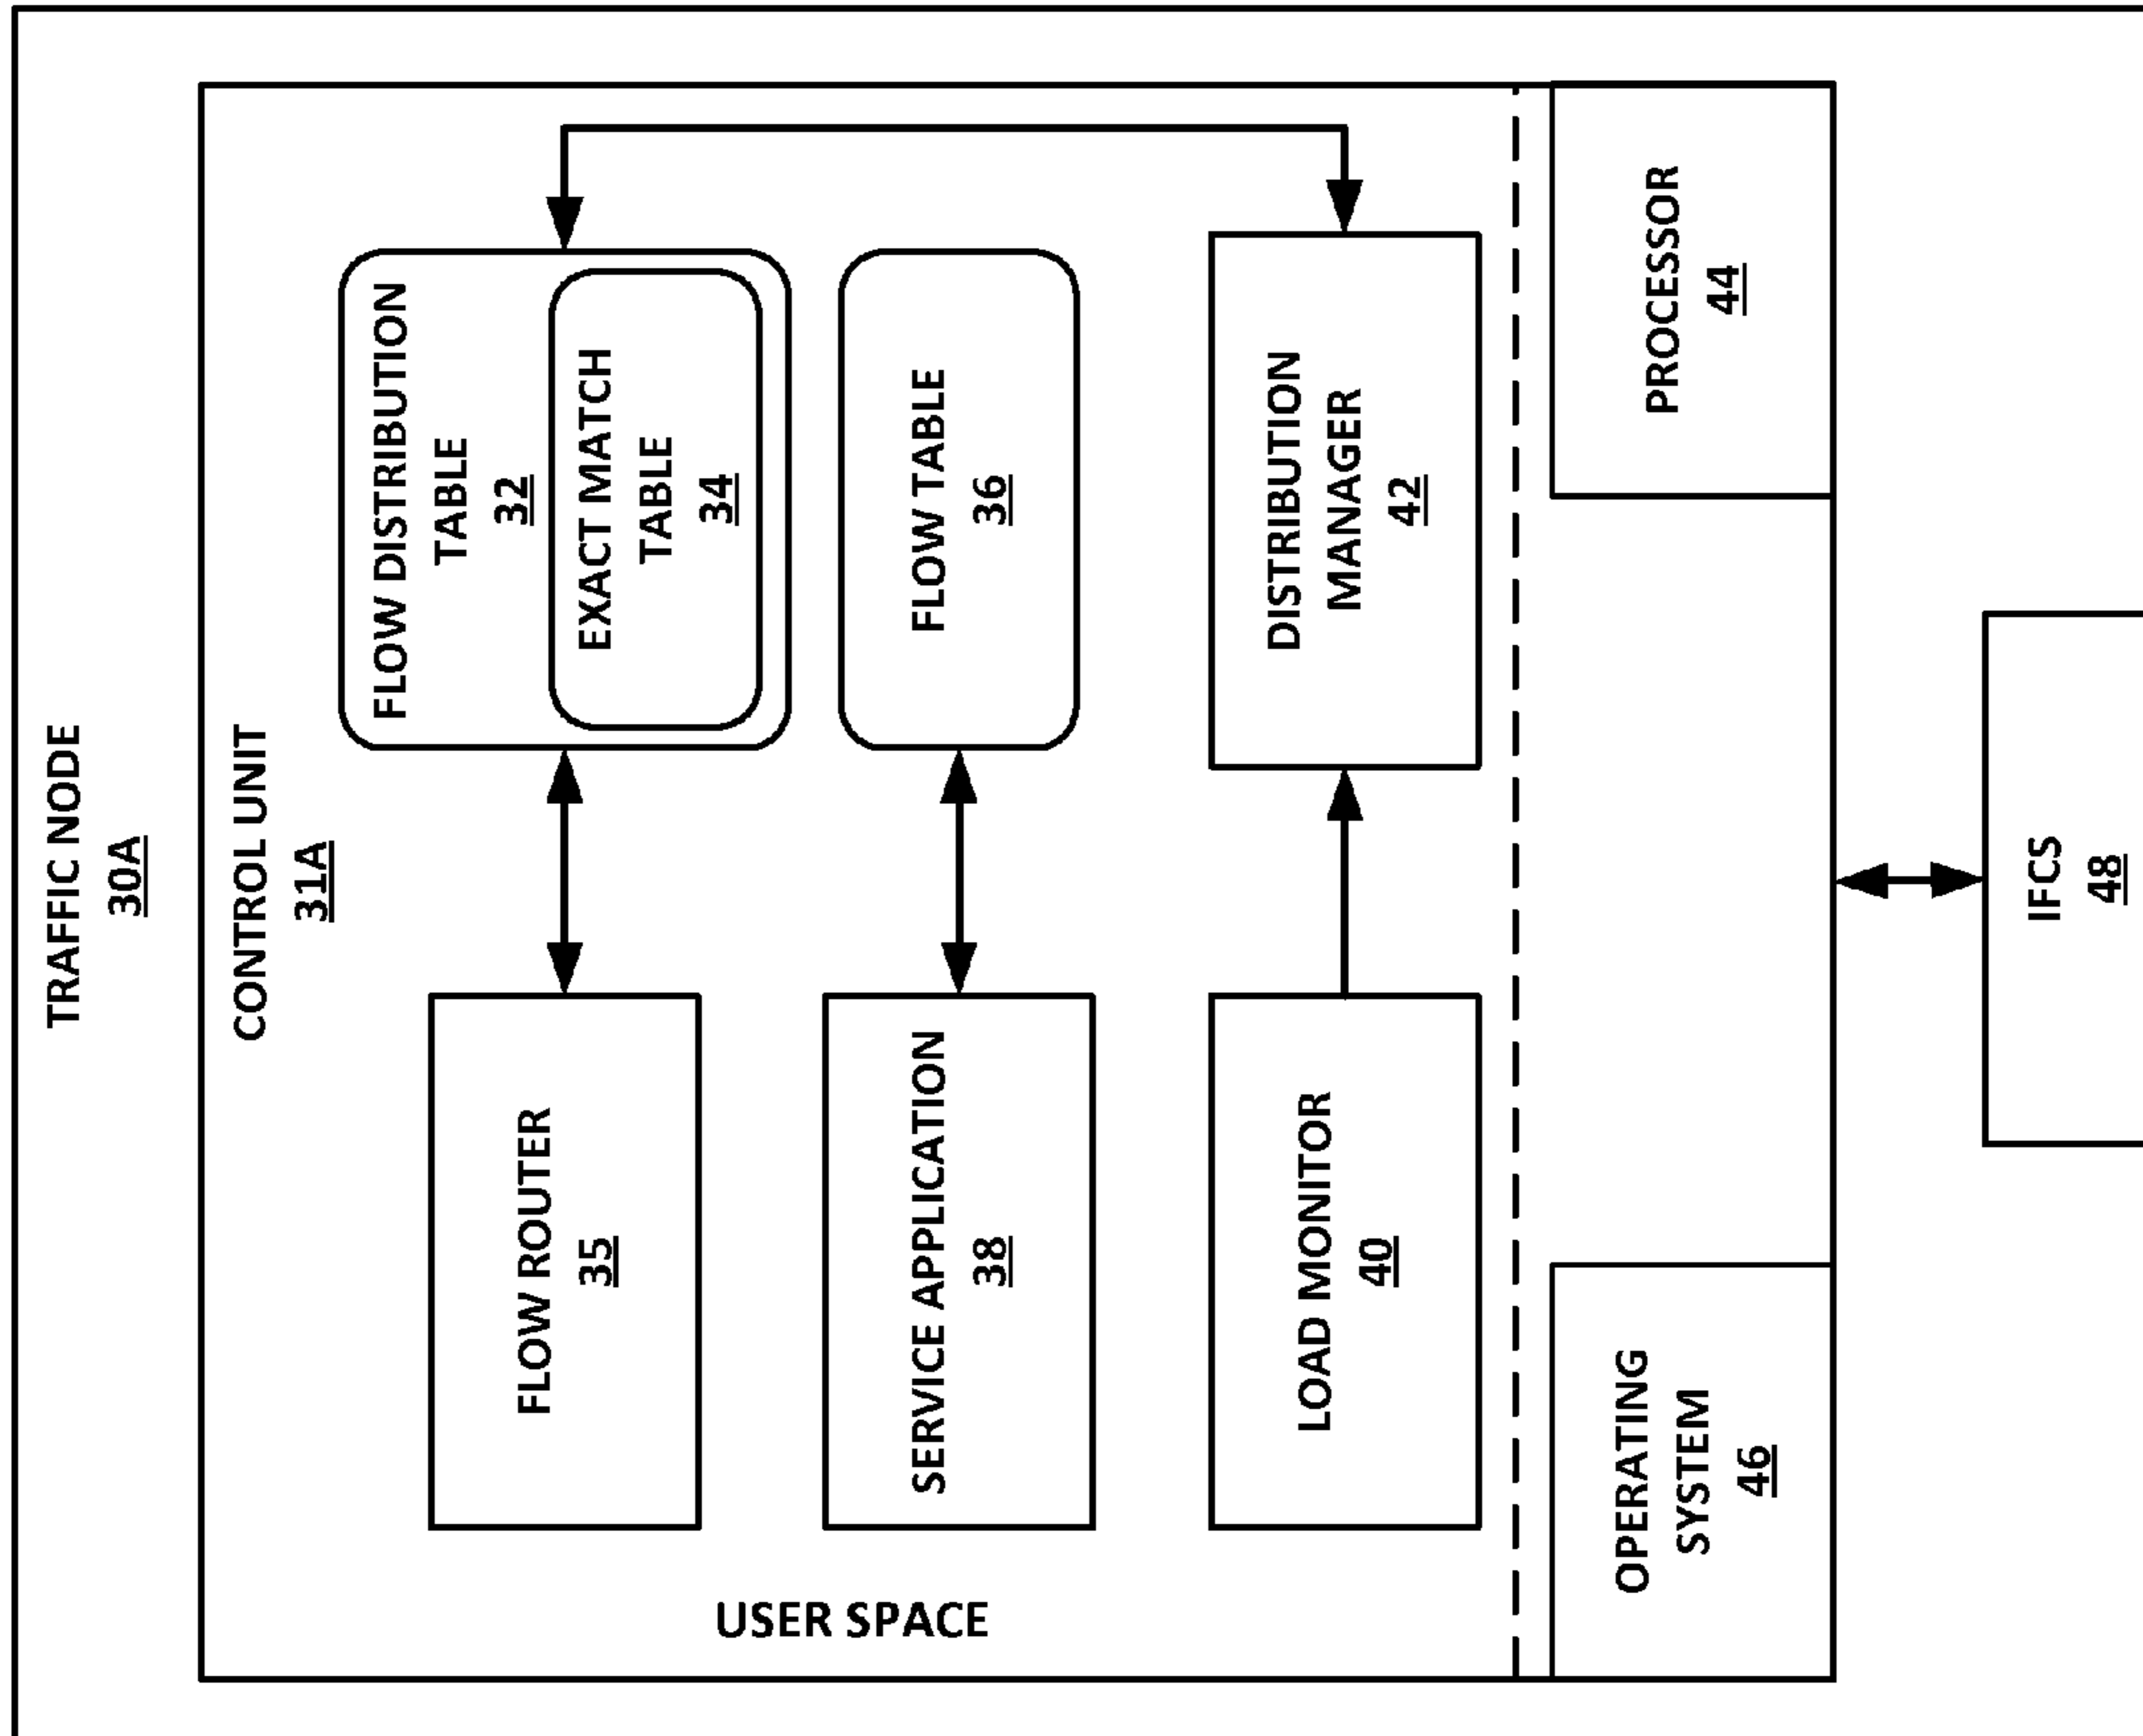 TRAFFIC NODE
30A
CONTROL UNIT
31A
FLOW ROUTER
35
FLOW DISTRIBUTION
TABLE
32
EXACT MATCH
TABLE
34
SERVICE APPLICATION
38
FLOW TABLE
36
LOAD MONITOR
40
DISTRIBUTION
MANAGER
42
USER SPACE
OPERATING
SYSTEM
46
PROCESSOR
44
IFCS
48